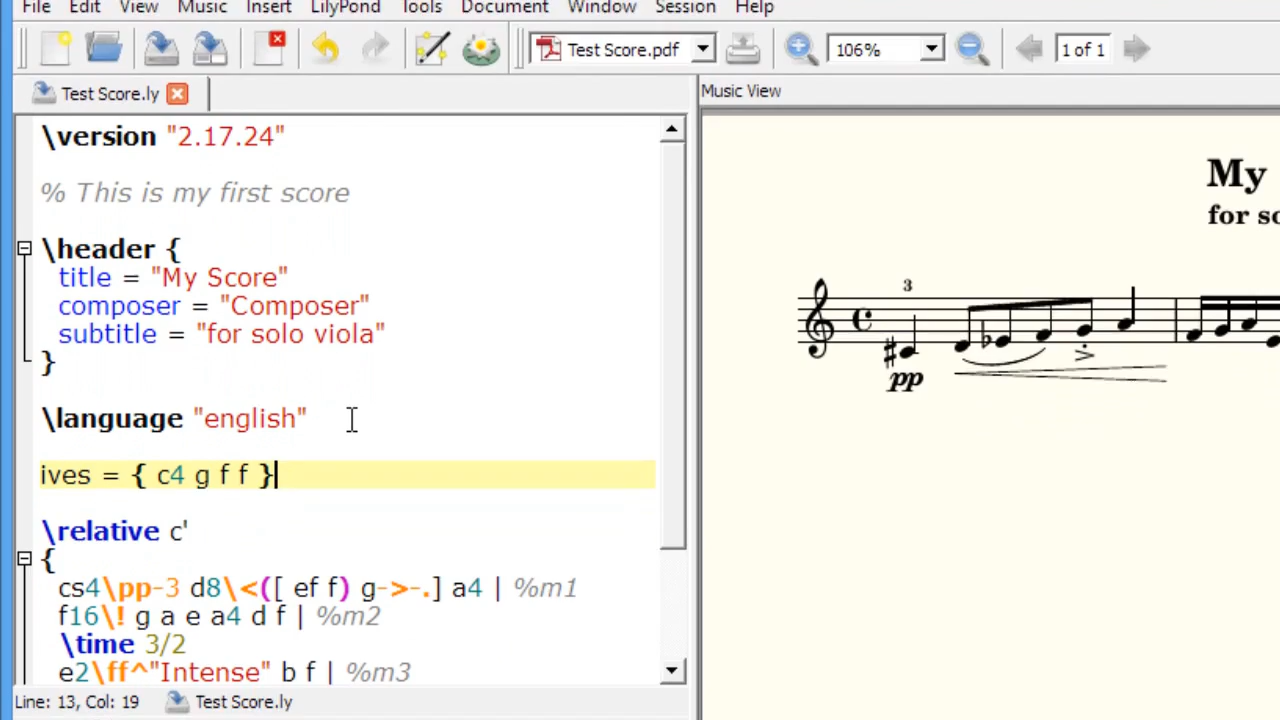 File Edit View Music Insert LilyPond Tools Document Window Session Help
Test Score.pdf 106% 1 of 1
Test Score.ly
Music View
\version "2.17.24"
% This is my first score
\header {
title = "My Score"
composer = "Composer"
subtitle = "for solo viola"
}
\language "english"
ives = { c4 g f f }
\relative c'
{
cs4\pp-3 d8\<([ ef f) g->-.] a4 | %m1
f16\! g a e a4 d f | %m2
\time 3/2
e2\ff^"Intense" b f | %m3
Line: 13, Col: 19 Test Score.ly
My
for so
3
pp